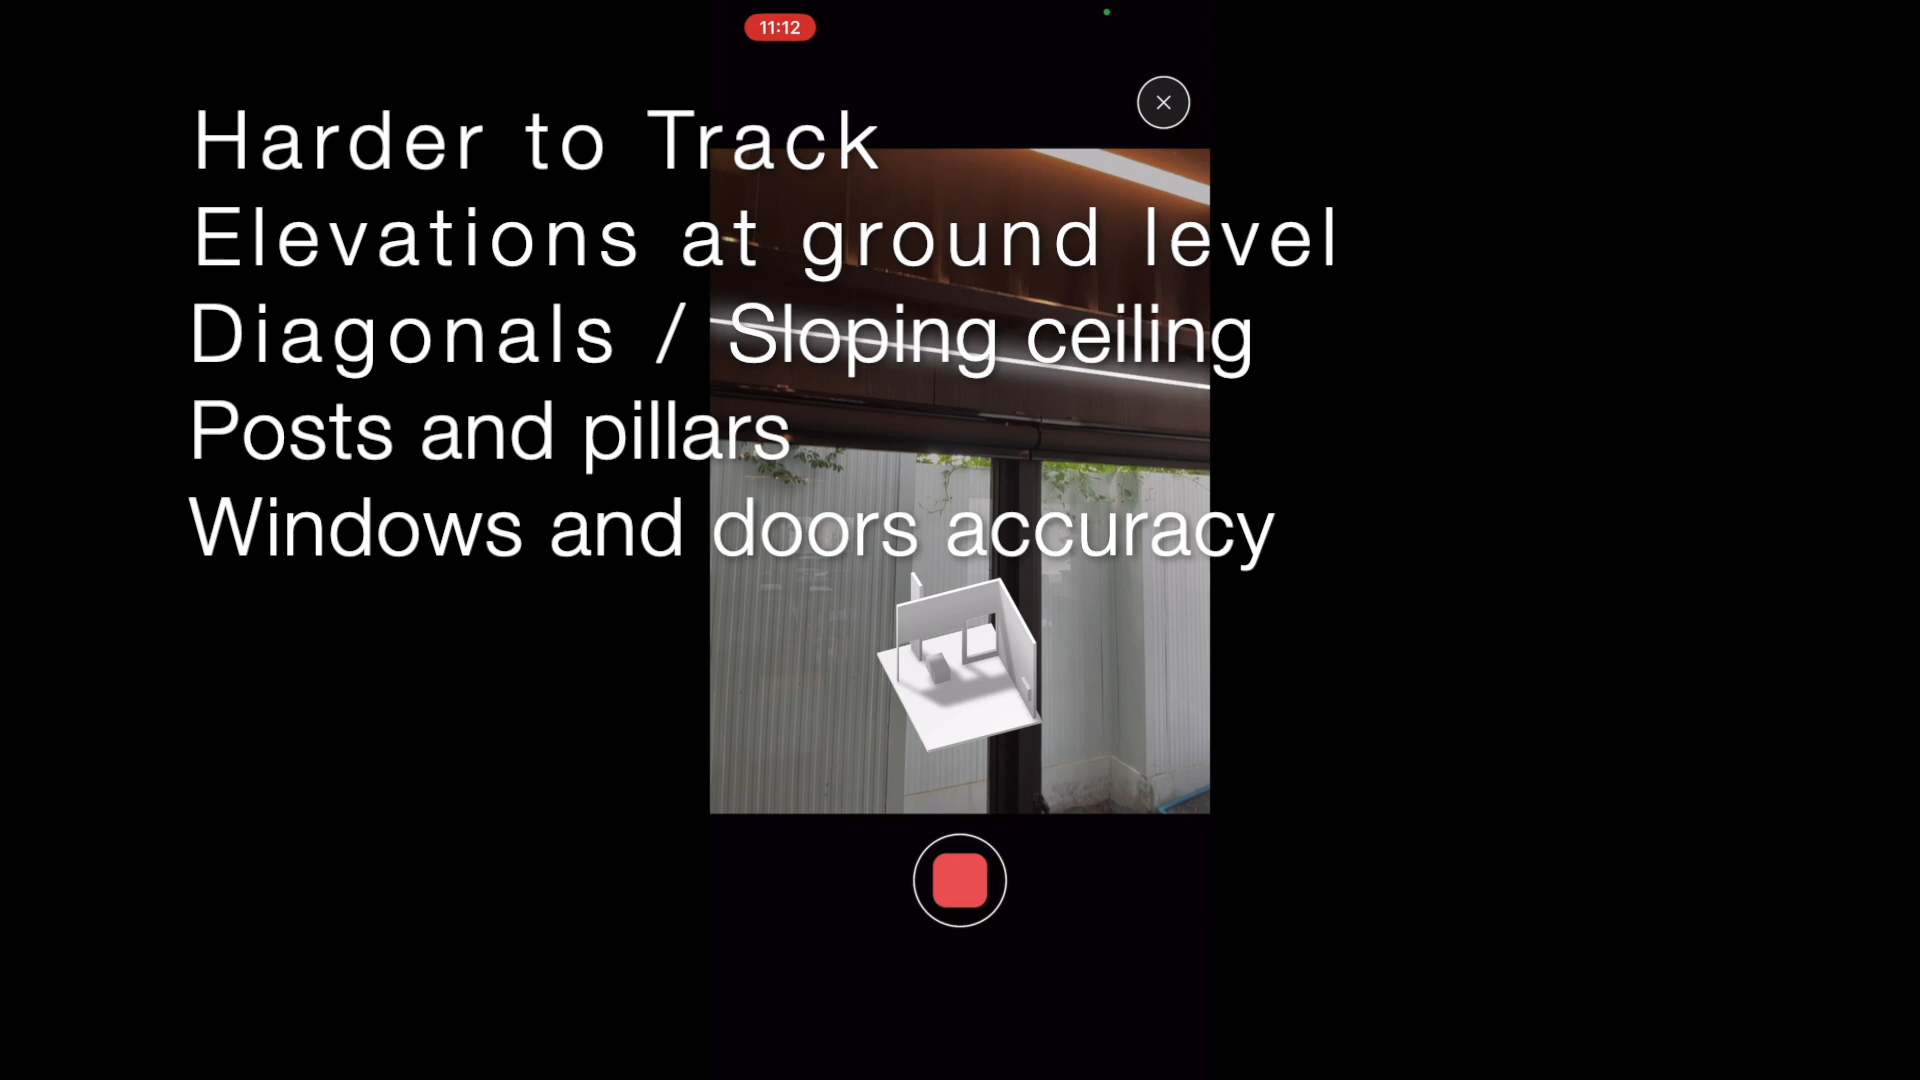 11:12
Harder to Track
Elevations at ground level
Diagonals / Sloping ceiling
Posts and pillars
Windows and doors accuracy